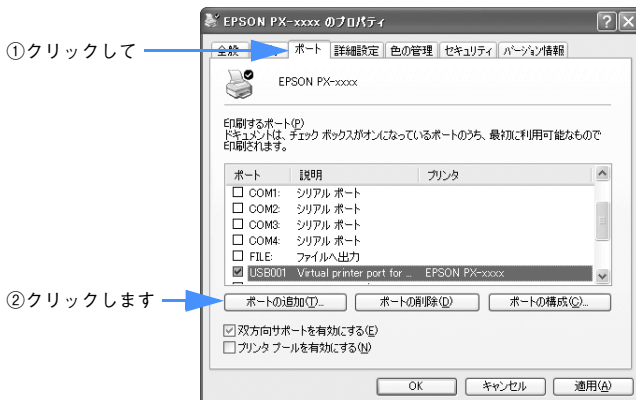 EPSON PX-xxxx のプロパティ
①クリックして
全般 ポート 詳細設定 色の管理 セキュリティ バージョン情報
EPSON PX-xxxx
印刷するポート(P)
ドキュメントは、チェック ボックスがオンになっているポートのうち、最初に利用可能なもので
印刷されます。
ポート 説明 プリンタ
COM1: シリアル ポート
COM2: シリアル ポート
COM3: シリアル ポート
COM4: シリアル ポート
FILE: ファイルへ出力
USB001 Virtual printer port for ... EPSON PX-xxxx
②クリックします
ポートの追加(T)... ポートの削除(D) ポートの構成(C)...
双方向サポートを有効にする(E)
プリンタ プールを有効にする(N)
OK キャンセル 適用(A)